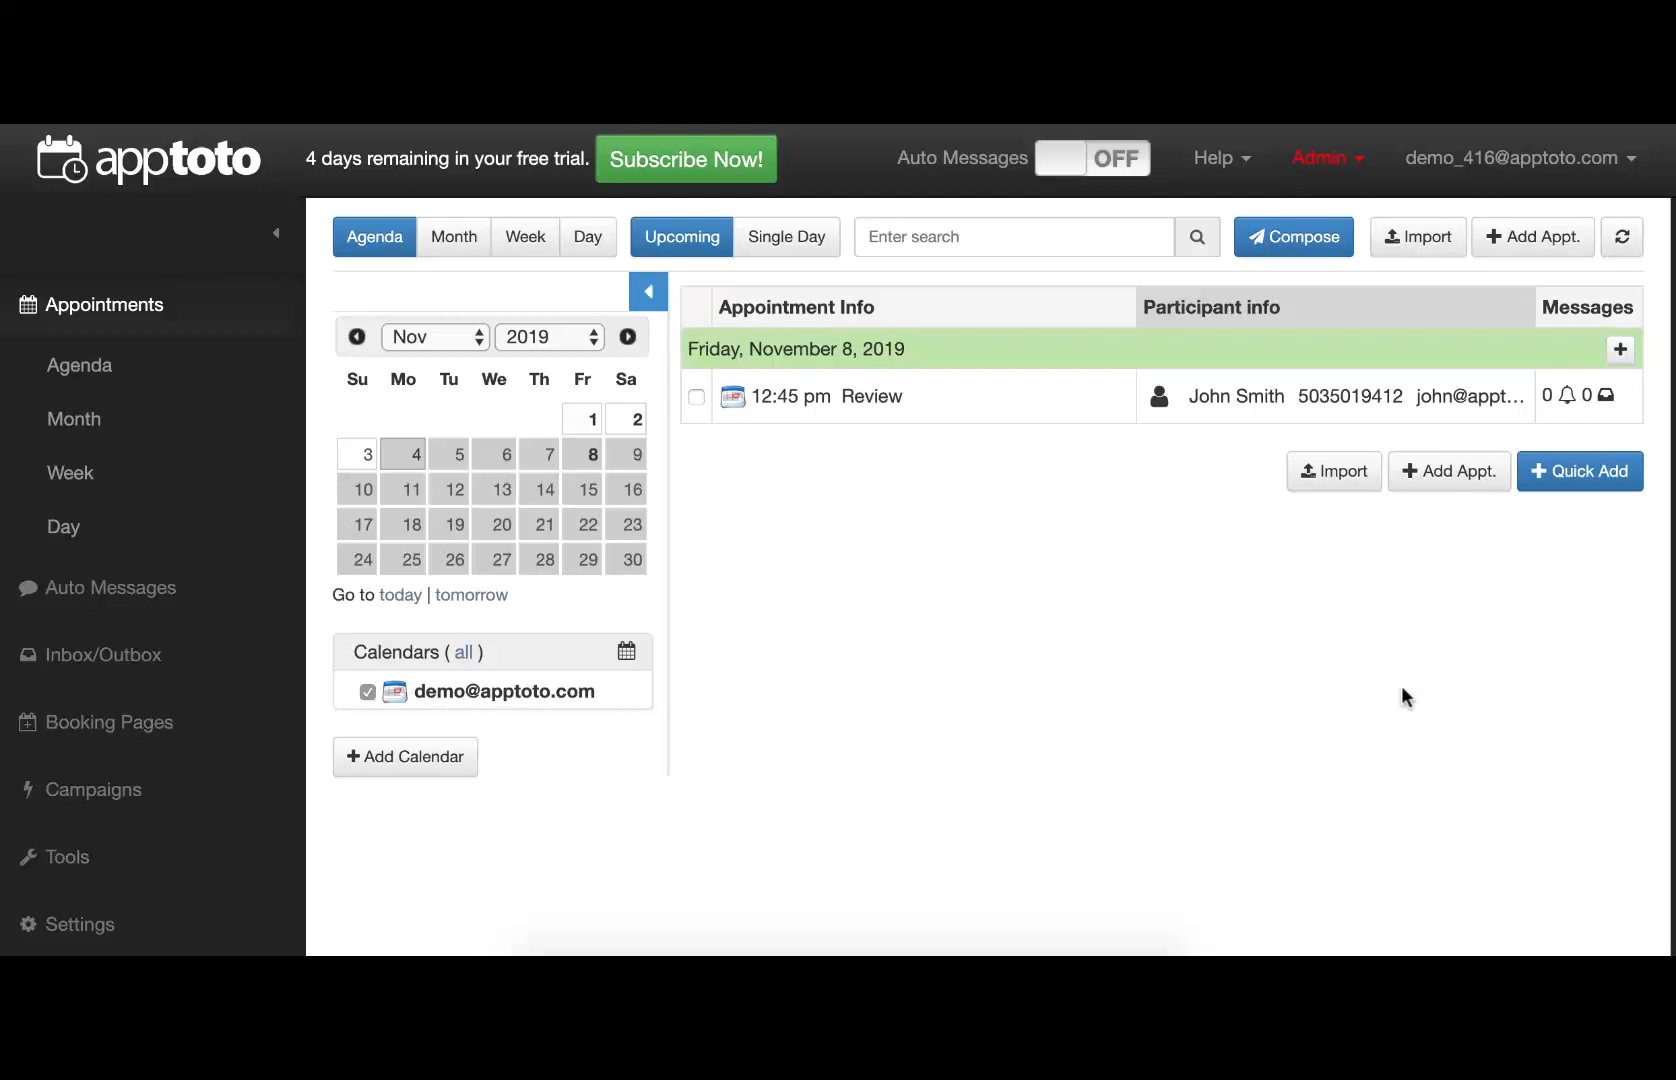 apptoto
4 days remaining in your free trial. Subscribe Now! Auto Messages OFF Help Admin demo_416@apptoto.com
Agenda Month Week Day Upcoming Single Day Enter search Compose Import + Add Appt.
Appointments
Agenda
Month
Week
Day
Auto Messages
Inbox/Outbox
Booking Pages
Campaigns
Tools
Settings
Nov 2019
Su Mo Tu We Th Fr Sa
1 2
3 4 5 6 7 8 9
10 11 12 13 14 15 16
17 18 19 20 21 22 23
24 25 26 27 28 29 30
Go to today | tomorrow
Calendars ( all )
demo@apptoto.com
+ Add Calendar
Appointment Info Participant info Messages
Friday, November 8, 2019 +
12:45 pm Review John Smith 5035019412 john@appt... 0 0
Import + Add Appt. + Quick Add